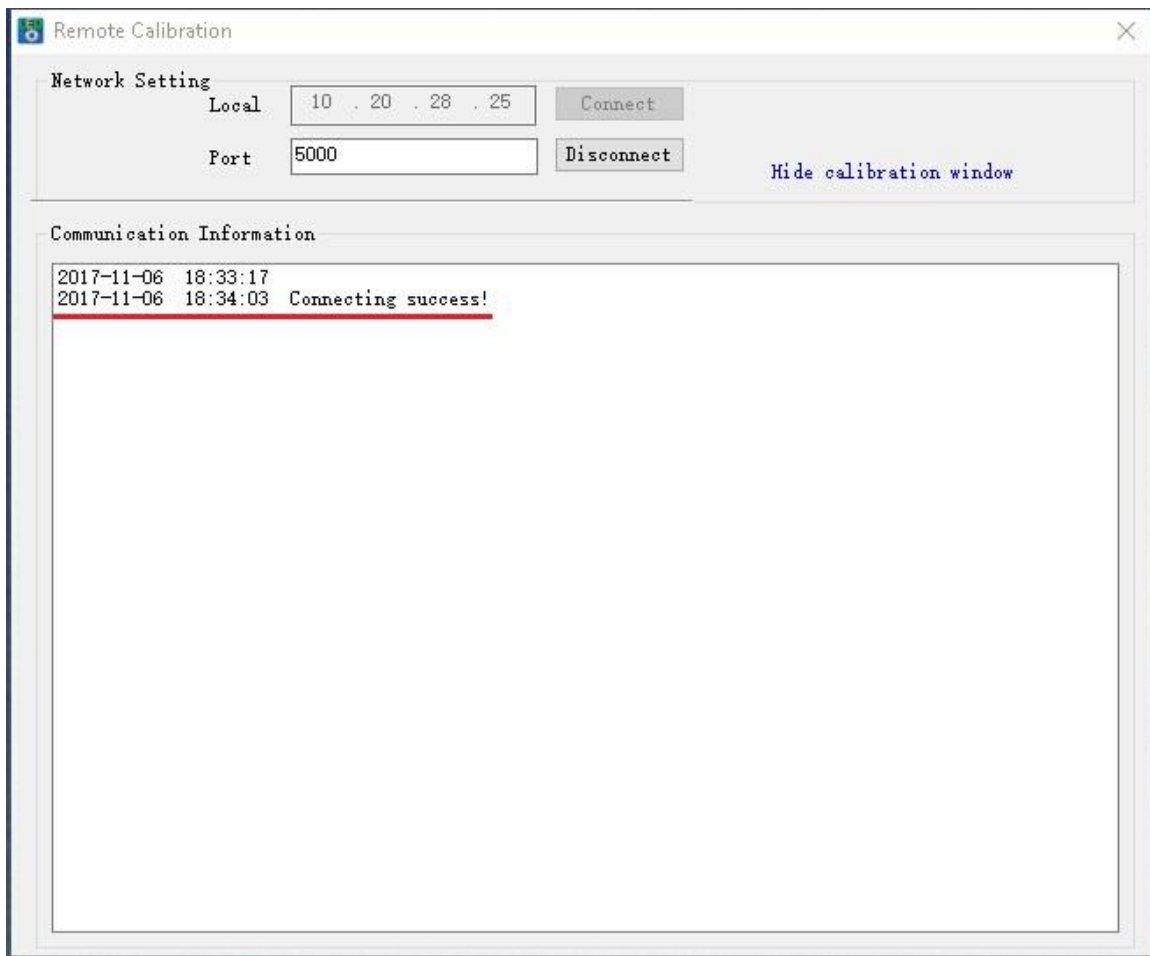 Remote Calibration
Network Setting
Local 10 . 20 . 28 . 25 Connect
Port 5000 Disconnect
Hide calibration window
Communication Information
2017-11-06 18:33:17
2017-11-06 18:34:03 Connecting success!